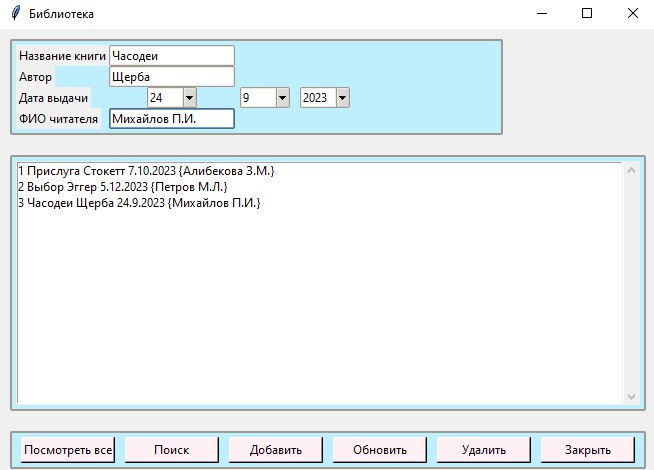 Библиотека
Название книги Часодеи
Автор Щерба
Дата выдачи 24 9 2023
ФИО читателя Михайлов П.И.
1 Прислуга Стокетт 7.10.2023 {Алибекова З.М.}
2 Выбор Эггер 5.12.2023 {Петров М.Л.}
3 Часодеи Щерба 24.9.2023 {Михайлов П.И.}
Посмотреть все Поиск Добавить Обновить Удалить Закрыть